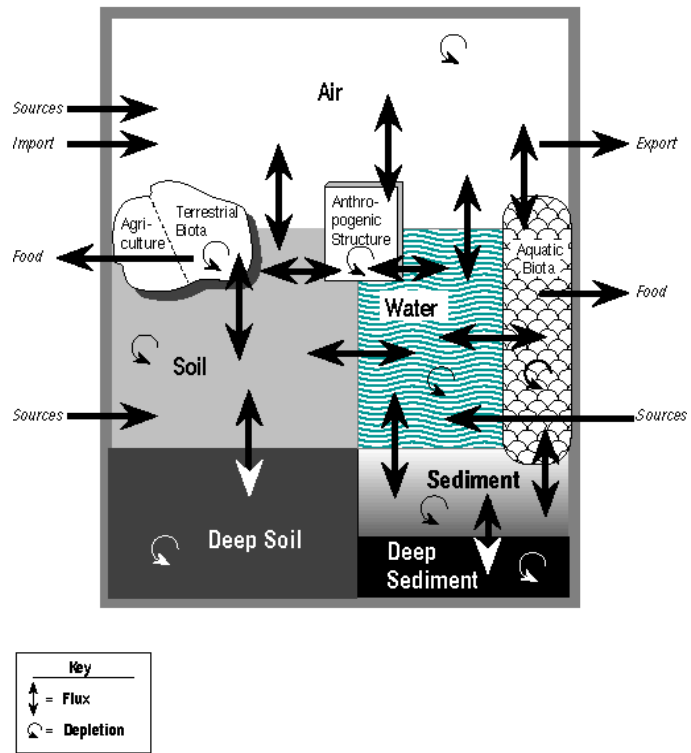 Air
Sources
Import
Export
Agri-
culture
Terrestrial
Biota
Anthro-
pogenic
Structure
Aquatic
Biota
Food
Food
Water
Soil
Sources
Sources
Sediment
Deep Soil
Deep
Sediment
Key
= Flux
= Depletion